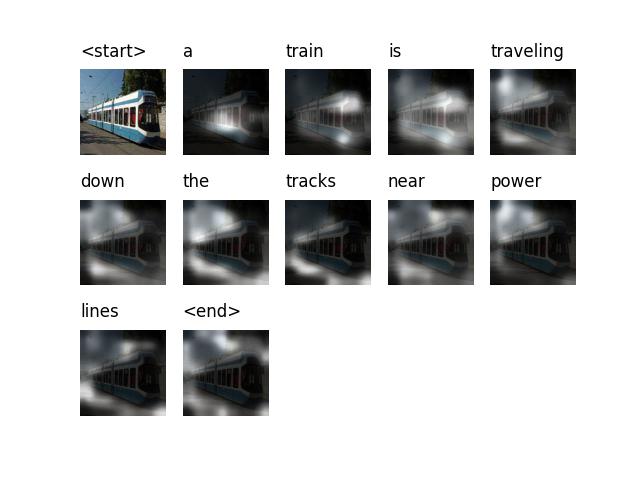 <start> a train is traveling
down the tracks near power
lines <end>